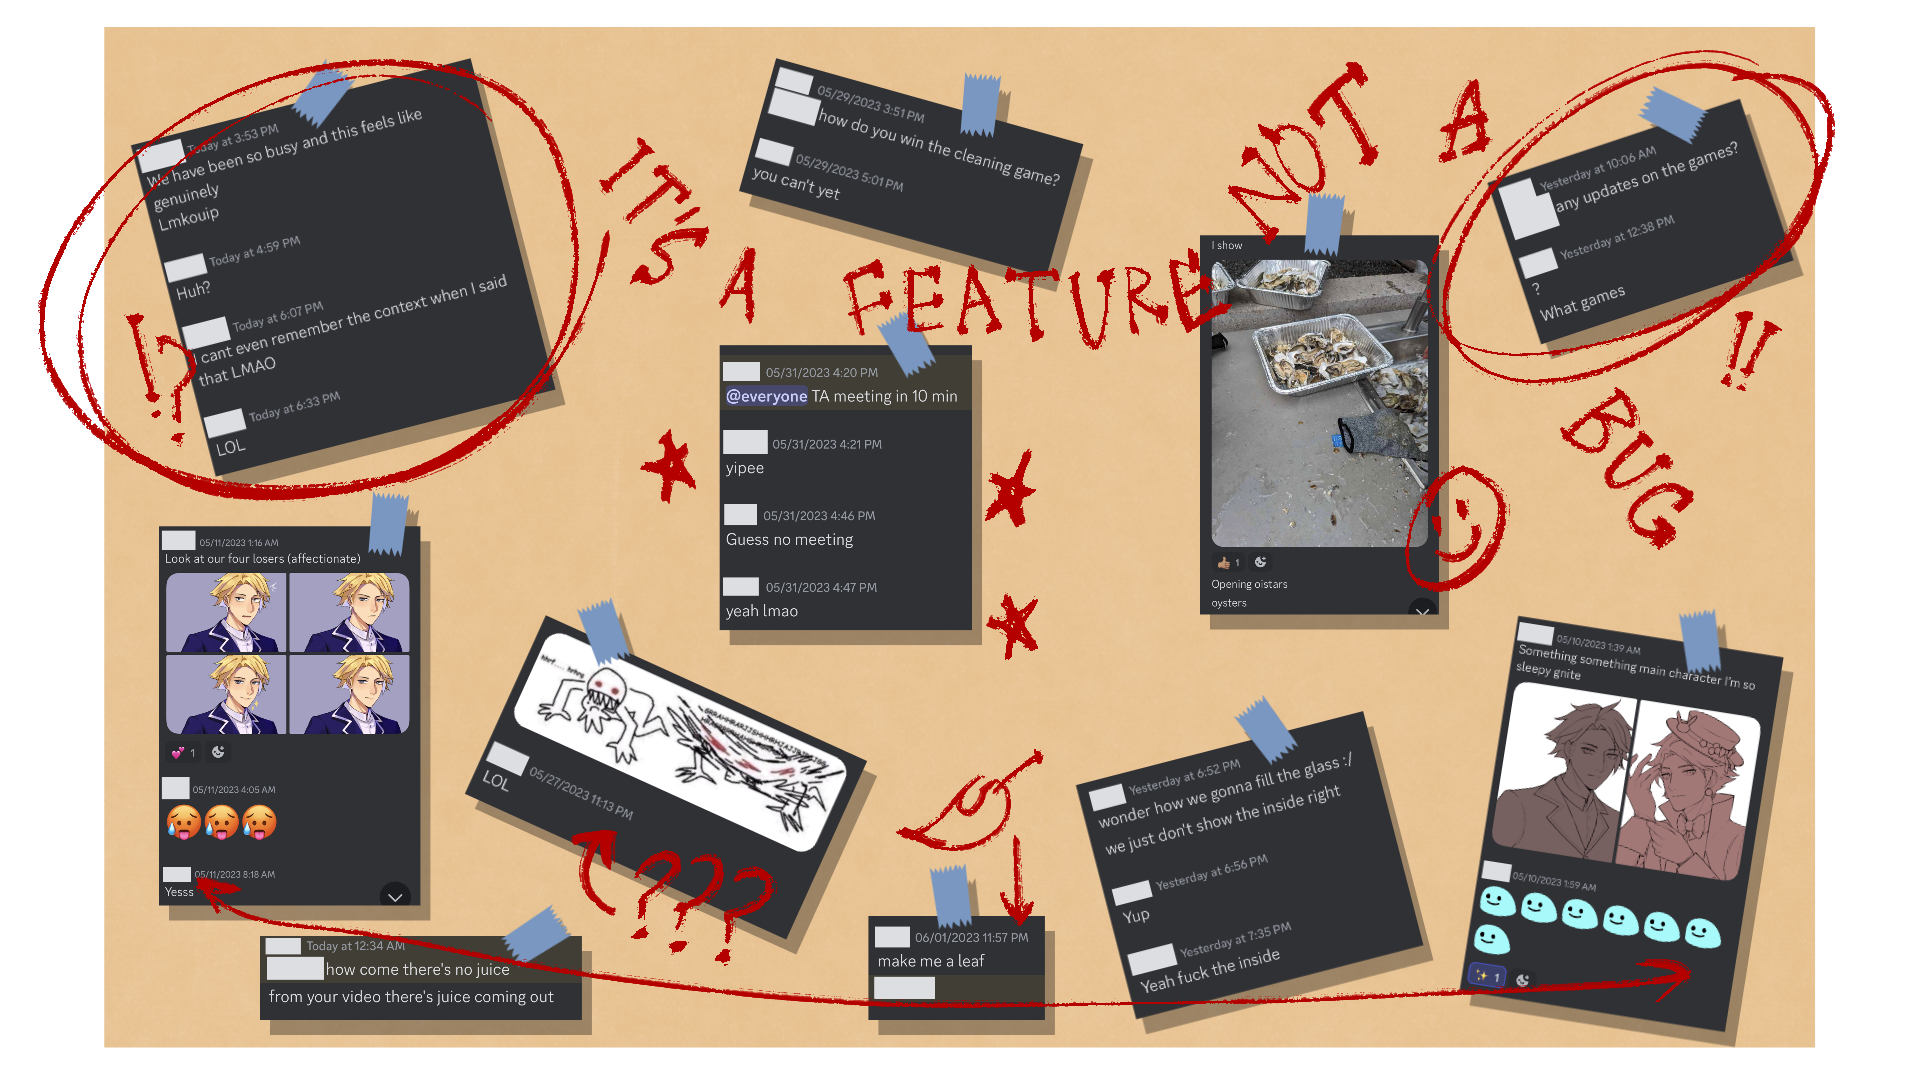 Today at 3:53 PM
We have been so busy and this feels like
genuinely
Lmkouip
Today at 4:59 PM
Huh?
Today at 6:07 PM
I cant even remember the context when I said
that LMAO
Today at 6:33 PM
LOL
!?
IT'S A FEATURE NOT A BUG
05/29/2023 3:51 PM
how do you win the cleaning game?
05/29/2023 5:01 PM
you can't yet
Yesterday at 10:06 AM
any updates on the games?
Yesterday at 12:38 PM
?
What games
!!
05/31/2023 4:20 PM
@everyone TA meeting in 10 min
05/31/2023 4:21 PM
yipee
05/31/2023 4:46 PM
Guess no meeting
05/31/2023 4:47 PM
yeah lmao
I show
1
Opening oistars
oysters
05/11/2023 1:16 AM
Look at our four losers (affectionate)
1
05/11/2023 4:05 AM
05/11/2023 8:18 AM
Yesss
05/27/2023 11:13 PM
LOL
???
05/10/2023 1:39 AM
Something something main character I'm so
sleepy gnite
05/10/2023 1:59 AM
1
Yesterday at 6:52 PM
wonder how we gonna fill the glass :/
we just don't show the inside right
Yesterday at 6:56 PM
Yup
Yesterday at 7:35 PM
Yeah fuck the inside
Today at 12:34 AM
how come there's no juice
from your video there's juice coming out
06/01/2023 11:57 PM
make me a leaf